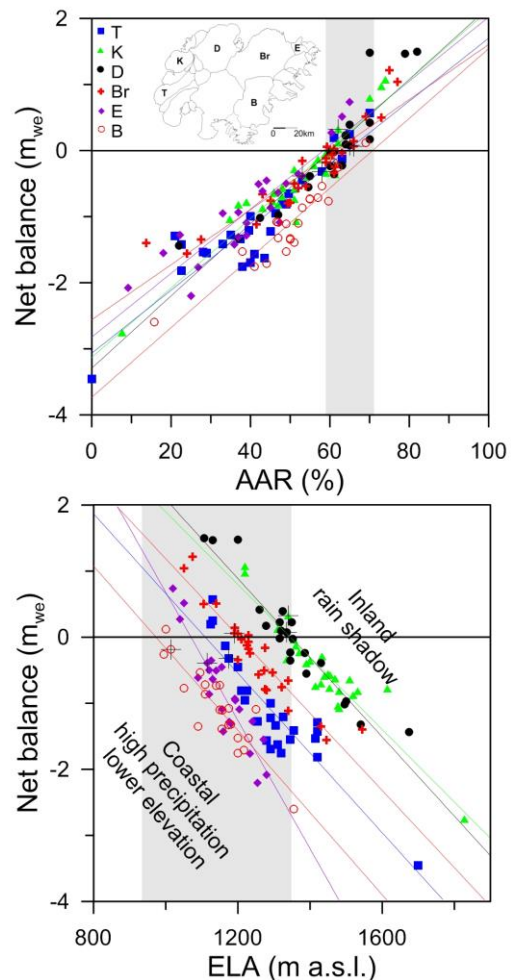 2
0
-2
-4
Net balance (mwe)
T
K
D
Br
E
B
K
D
Br
E
T
B
0 20km
0 20 40 60 80 100
AAR (%)
2
0
-2
-4
Net balance (mwe)
Inland
rain shadow
Coastal
high precipitation
lower elevation
800 1200 1600
ELA (m a.s.l.)